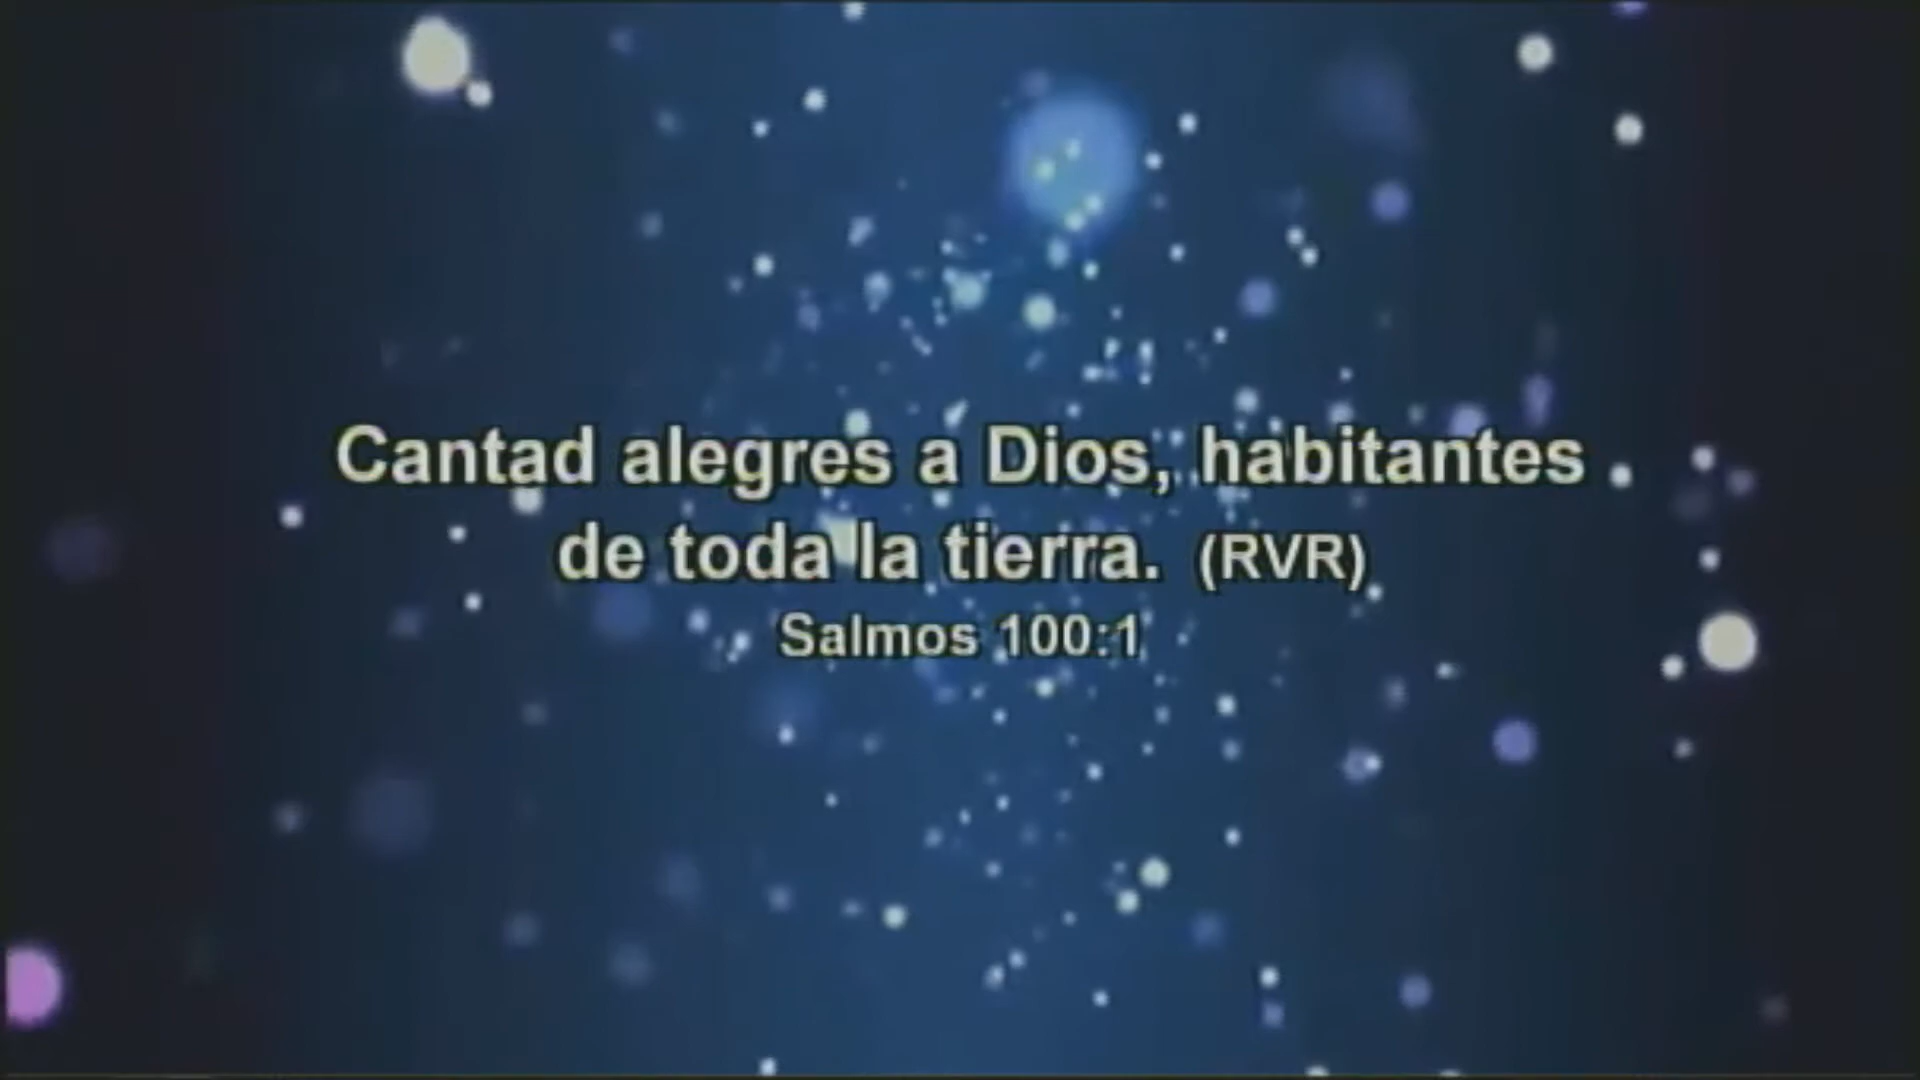 Cantad alegres a Dios, habitantes
de toda la tierra. (RVR)
Salmos 100:1